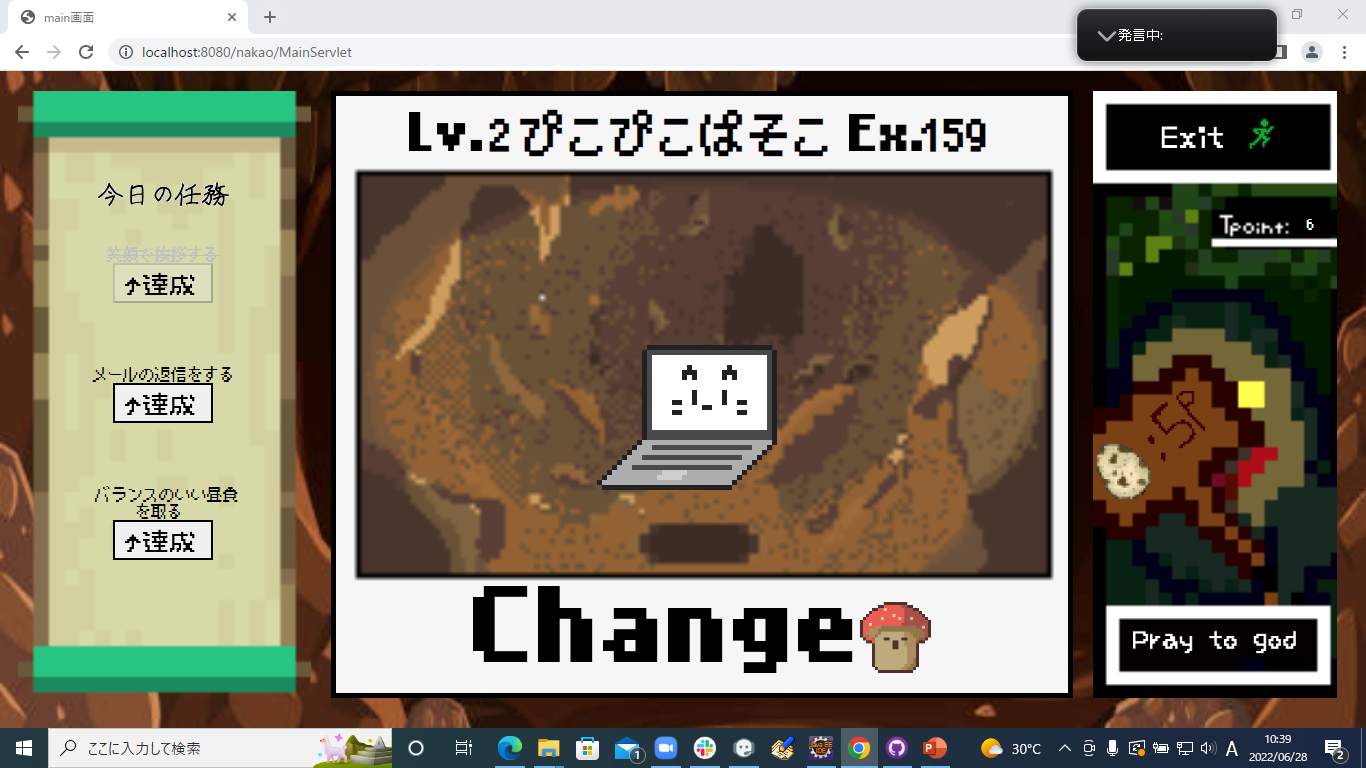 main画面
localhost:8080/nakao/MainServlet
発言中:
今日の任務
笑顔で挨拶する
↑達成
メールの返信をする
↑達成
バランスのいい昼食
を取る
↑達成
Lv.2 ぴこぴこぱそこ Ex.159
Change
Exit
Tpoint: 6
Pray to god
ここに入力して検索
30°C
A
10:39
2022/06/28